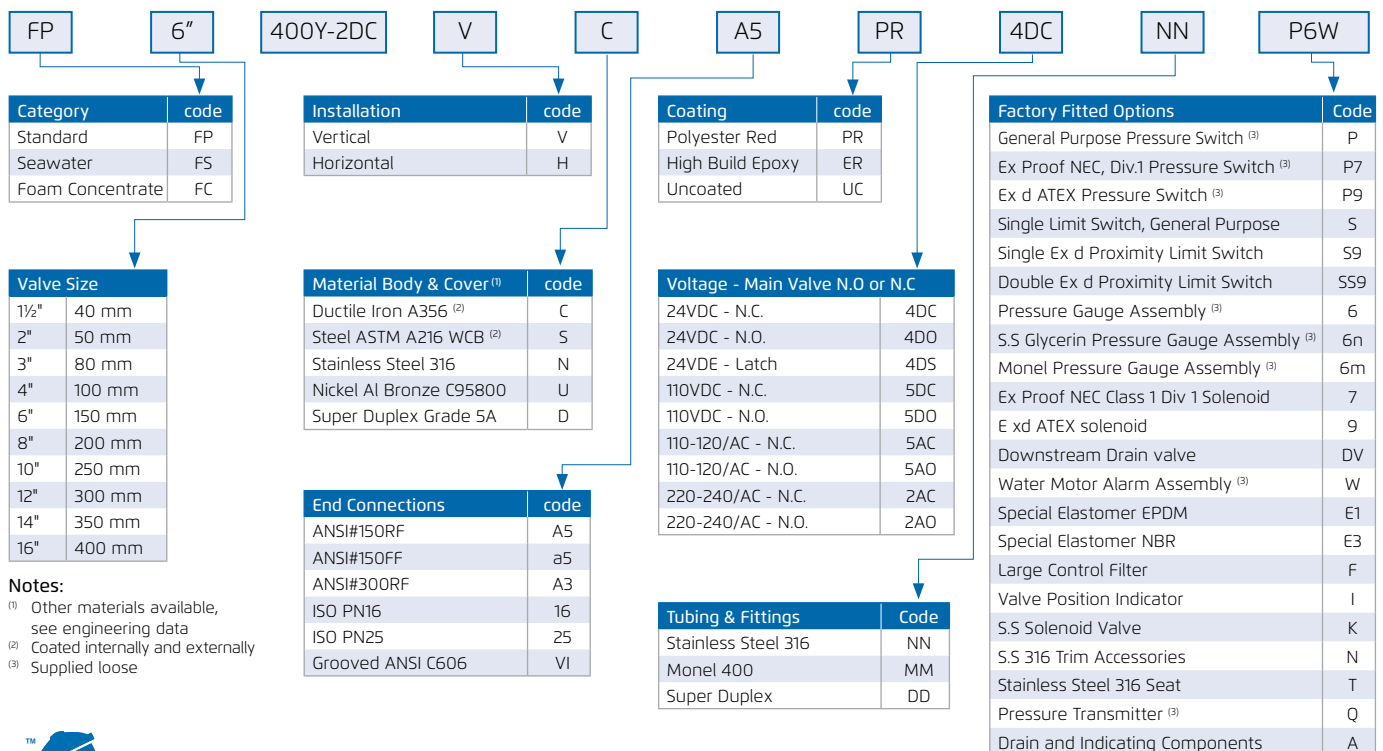 FP 6″ 400Y-2DC V C A5 PR 4DC NN P6W
Category code
Standard FP
Seawater FS
Foam Concentrate FC
Valve Size
1½" 40 mm
2" 50 mm
3" 80 mm
4" 100 mm
6" 150 mm
8" 200 mm
10" 250 mm
12" 300 mm
14" 350 mm
16" 400 mm
Notes:
(1) Other materials available,
see engineering data
(2) Coated internally and externally
(3) Supplied loose
TM
Installation code
Vertical V
Horizontal H
Material Body & Cover (1) code
Ductile Iron A356 (2) C
Steel ASTM A216 WCB (2) S
Stainless Steel 316 N
Nickel Al Bronze C95800 U
Super Duplex Grade 5A D
End Connections code
ANSI#150RF A5
ANSI#150FF a5
ANSI#300RF A3
ISO PN16 16
ISO PN25 25
Grooved ANSI C606 VI
Coating code
Polyester Red PR
High Build Epoxy ER
Uncoated UC
Voltage - Main Valve N.O or N.C
24VDC - N.C. 4DC
24VDC - N.O. 4DO
24VDE - Latch 4DS
110VDC - N.C. 5DC
110VDC - N.O. 5DO
110-120/AC - N.C. 5AC
110-120/AC - N.O. 5AO
220-240/AC - N.C. 2AC
220-240/AC - N.O. 2AO
Tubing & Fittings Code
Stainless Steel 316 NN
Monel 400 MM
Super Duplex DD
Factory Fitted Options Code
General Purpose Pressure Switch (3) P
Ex Proof NEC, Div.1 Pressure Switch (3) P7
Ex d ATEX Pressure Switch (3) P9
Single Limit Switch, General Purpose S
Single Ex d Proximity Limit Switch S9
Double Ex d Proximity Limit Switch SS9
Pressure Gauge Assembly (3) 6
S.S Glycerin Pressure Gauge Assembly (3) 6n
Monel Pressure Gauge Assembly (3) 6m
Ex Proof NEC Class 1 Div 1 Solenoid 7
E xd ATEX solenoid 9
Downstream Drain valve DV
Water Motor Alarm Assembly (3) W
Special Elastomer EPDM E1
Special Elastomer NBR E3
Large Control Filter F
Valve Position Indicator I
S.S Solenoid Valve K
S.S 316 Trim Accessories N
Stainless Steel 316 Seat T
Pressure Transmitter (3) Q
Drain and Indicating Components A